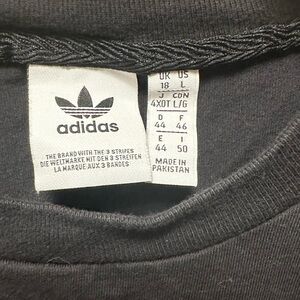 adidas
THE BRAND WITH THE 3 STRIPES
DIE WELTMARKE MIT DEN 3 STREIFEN
LA MARQUE AUX 3 BANDES
UK US
18 L
J CDN
4XOT L/G
D F
44 46
E I
44 50
MADE IN
PAKISTAN